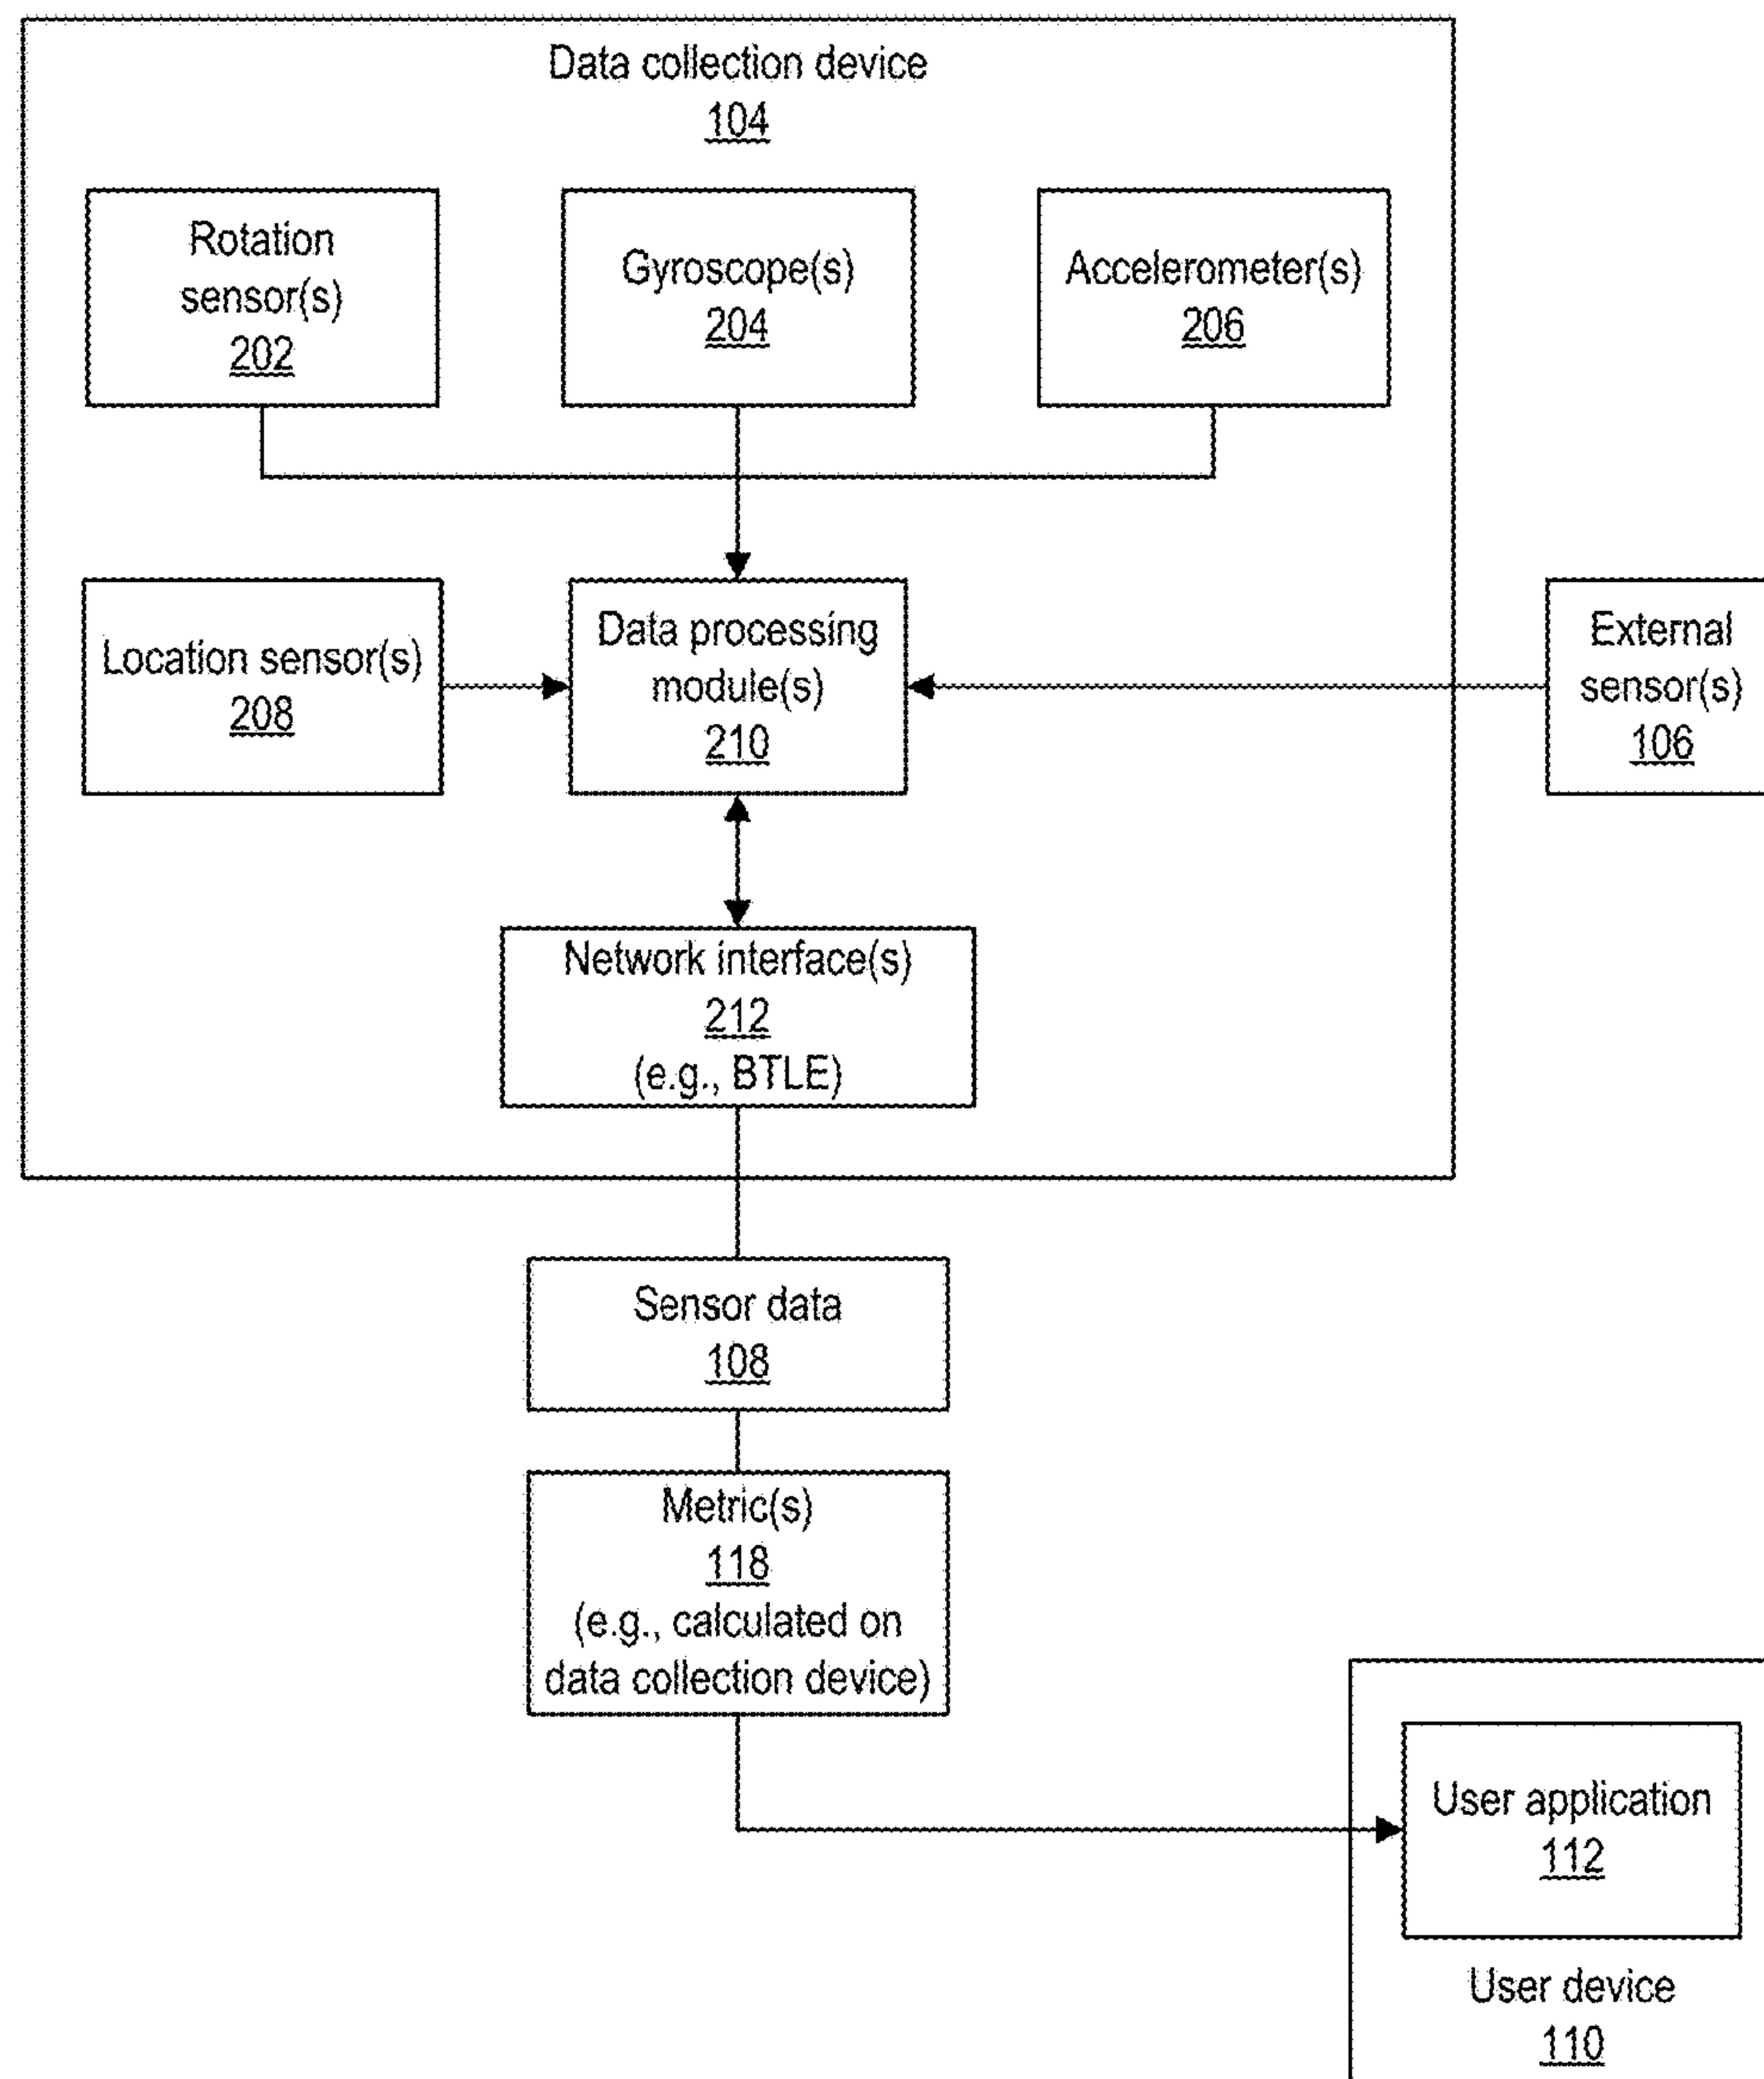 Data collection device
104
Rotation
sensor(s)
202
Gyroscope(s)
204
Accelerometer(s)
206
Location sensor(s)
208
Data processing
module(s)
210
External
sensor(s)
106
Network interface(s)
212
(e.g., BTLE)
Sensor data
108
Metric(s)
118
(e.g., calculated on
data collection device)
User application
112
User device
110